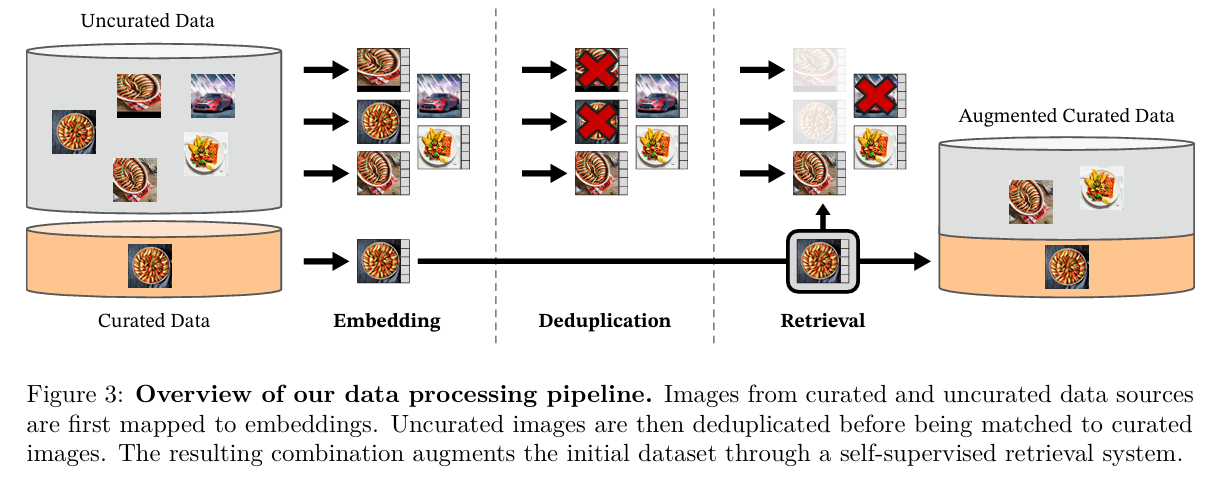 Uncurated Data
Augmented Curated Data
Curated Data
Embedding
Deduplication
Retrieval
Figure 3: Overview of our data processing pipeline. Images from curated and uncurated data sources
are first mapped to embeddings. Uncurated images are then deduplicated before being matched to curated
images. The resulting combination augments the initial dataset through a self-supervised retrieval system.